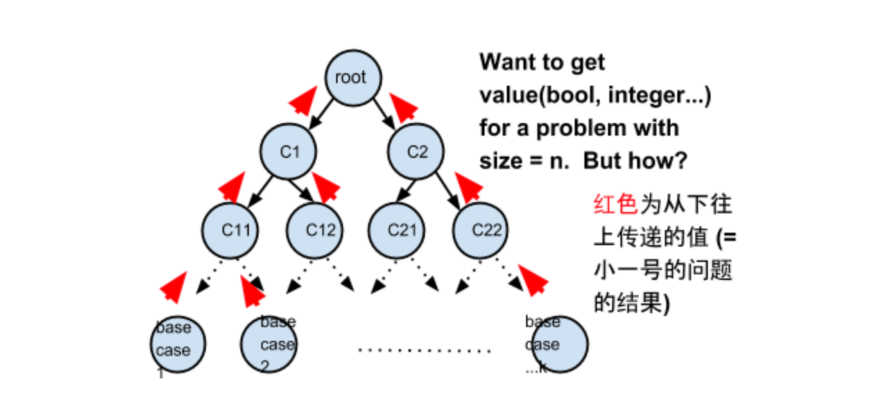 root
Want to get
value(bool, integer...)
for a problem with
size = n.  But how?
C1
C2
红色为从下往
上传递的值 (=
小一号的问题
的结果)
C11
C12
C21
C22
base
case
1
base
case
2
base
case
...k